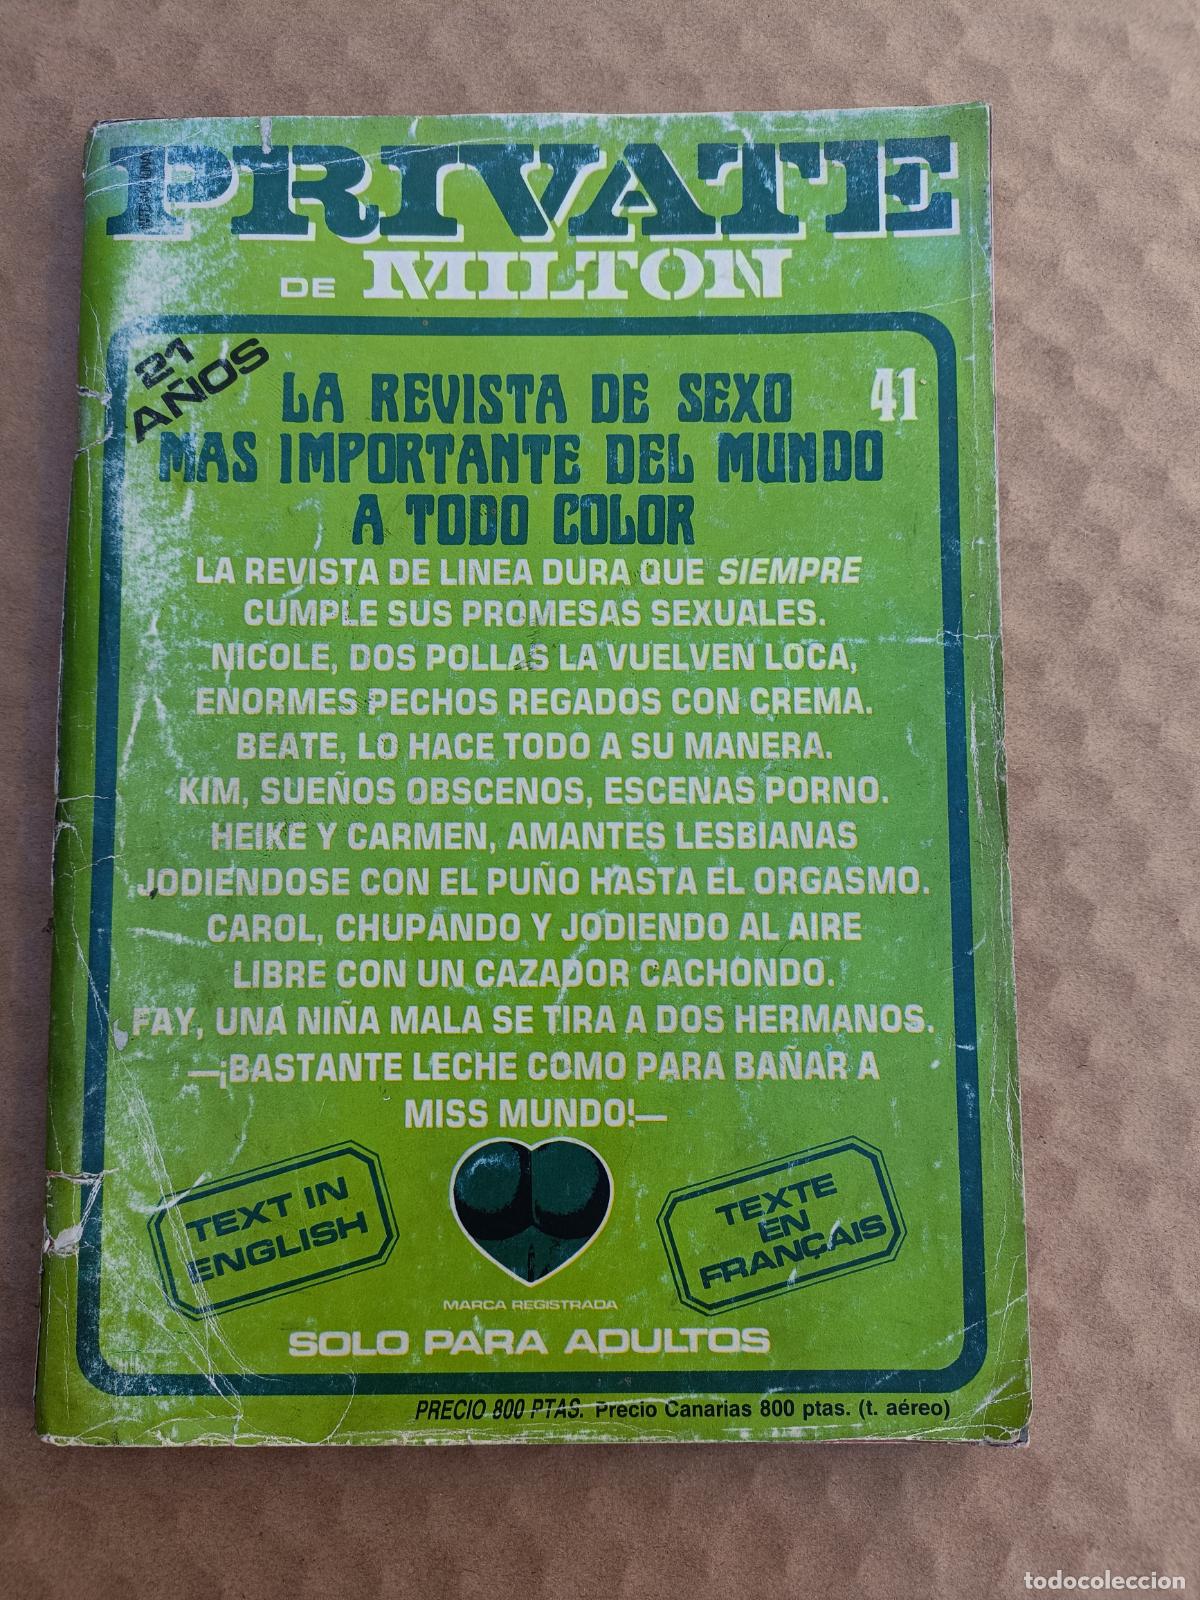 INTERNACIONAL
PRIVATE
DE MILTON
21
AÑOS
LA REVISTA DE SEXO
41
MAS IMPORTANTE DEL MUNDO
A TODO COLOR
LA REVISTA DE LINEA DURA QUE SIEMPRE
CUMPLE SUS PROMESAS SEXUALES.
NICOLE, DOS POLLAS LA VUELVEN LOCA,
ENORMES PECHOS REGADOS CON CREMA.
BEATE, LO HACE TODO A SU MANERA.
KIM, SUEÑOS OBSCENOS, ESCENAS PORNO.
HEIKE Y CARMEN, AMANTES LESBIANAS
JODIENDOSE CON EL PUÑO HASTA EL ORGASMO.
CAROL, CHUPANDO Y JODIENDO AL AIRE
LIBRE CON UN CAZADOR CACHONDO.
FAY, UNA NIÑA MALA SE TIRA A DOS HERMANOS.
—¡BASTANTE LECHE COMO PARA BAÑAR A
MISS MUNDO!—
TEXT IN
ENGLISH
TEXTE
EN
FRANÇAIS
MARCA REGISTRADA
SOLO PARA ADULTOS
PRECIO 800 PTAS. Precio Canarias 800 ptas. (t. aéreo)
todocoleccion